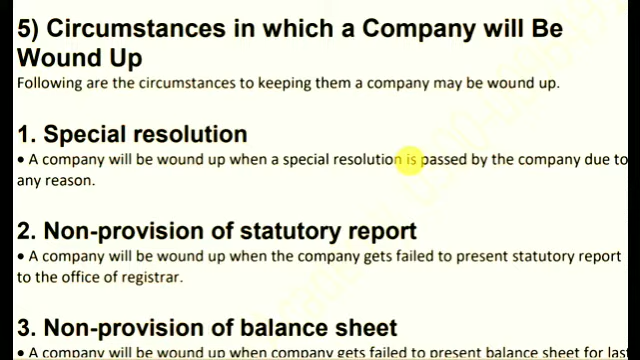 5) Circumstances in which a Company will Be
Wound Up
Following are the circumstances to keeping them a company may be wound up.
1. Special resolution
• A company will be wound up when a special resolution is passed by the company due to
any reason.
2. Non-provision of statutory report
• A company will be wound up when the company gets failed to present statutory report
to the office of registrar.
3. Non-provision of balance sheet
• A company will be wound up when company gets failed to present balance sheet for last